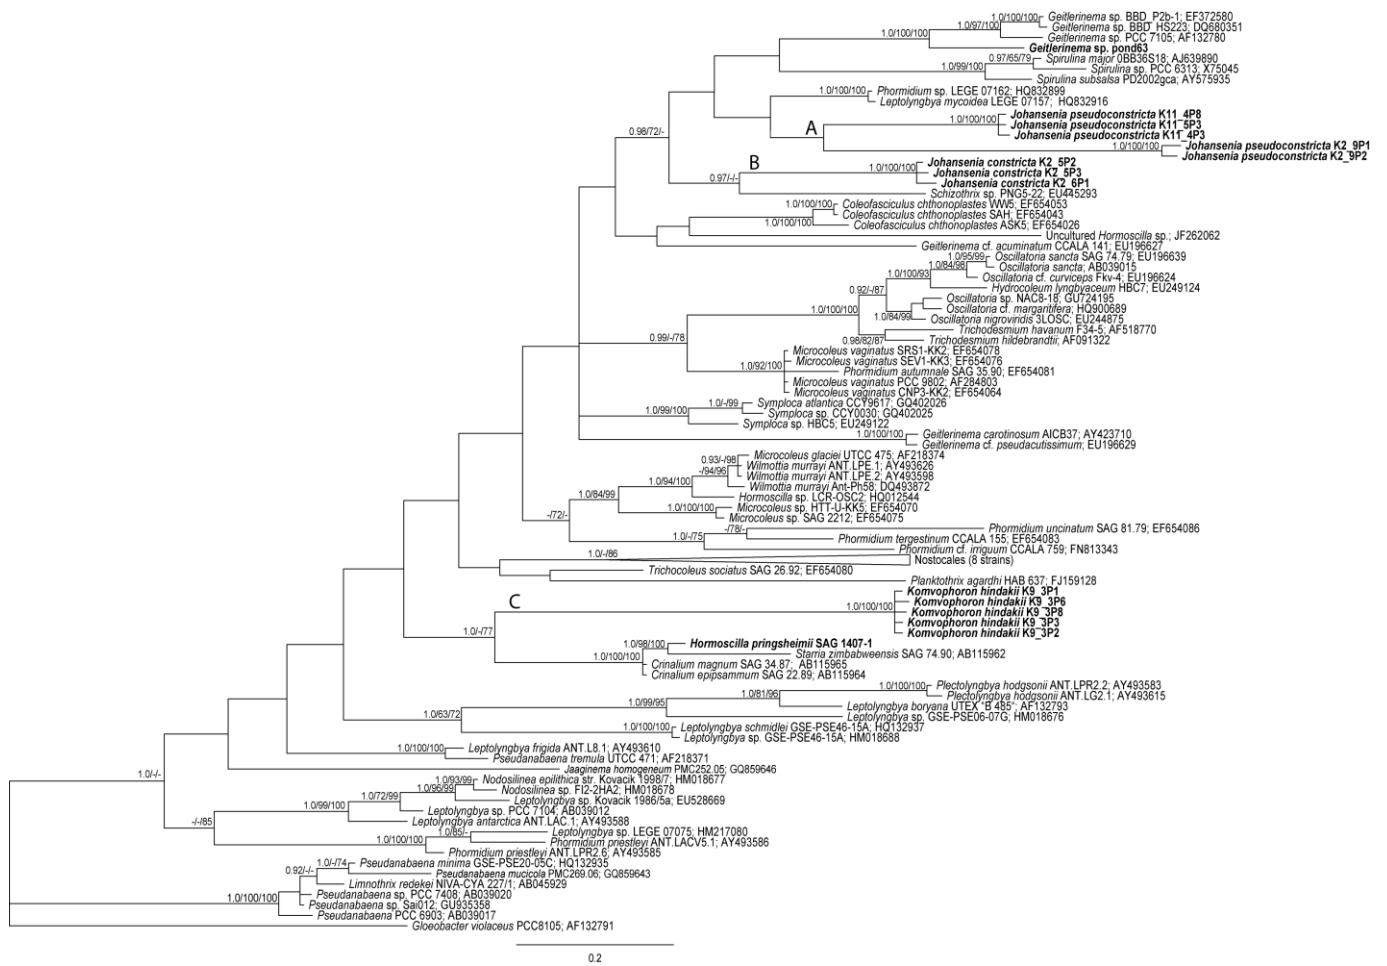 1.0/100/100 Geitlerinema sp. BBD_P2b-1; EF372580
1.0/97/100 Geitlerinema sp. BBD_HS223; DQ680351
1.0/100/100 Geitlerinema sp. PCC 7105; AF132780
Geitlerinema sp. pond63
0.97/65/79 Spirulina major 0BB36S18; AJ639890
1.0/99/100 Spirulina sp. PCC 6313; X75045
Spirulina subsalsa PD2002gca; AY575935
1.0/100/100 Phormidium sp. LEGE 07162; HQ832899
Leptolyngbya mycoidea LEGE 07157; HQ832916
A 1.0/100/100 Johansenia pseudoconstricta K11_4P8
0.98/72/- Johansenia pseudoconstricta K11_5P3
Johansenia pseudoconstricta K11_4P3
1.0/100/100 Johansenia pseudoconstricta K2_9P1
Johansenia pseudoconstricta K2_9P2
B 1.0/100/100 Johansenia constricta K2_5P2
0.97/-/- Johansenia constricta K2_5P3
Johansenia constricta K2_6P1
Schizothrix sp. PNG5-22; EU445293
1.0/100/100 Coleofasciculus chthonoplastes WW5; EF654053
Coleofasciculus chthonoplastes SAH; EF654043
1.0/100/100 Coleofasciculus chthonoplastes ASK5; EF654026
Uncultured Hormoscilla sp.; JF262062
Geitlerinema cf. acuminatum CCALA 141; EU196627
1.0/95/99 Oscillatoria sancta SAG 74.79; EU196639
1.0/84/98 Oscillatoria sancta; AB039015
1.0/100/93 Oscillatoria cf. curviceps Fkv-4; EU196624
Hydrocoleum lyngbyaceum HBC7; EU249124
0.92/-/87 Oscillatoria sp. NAC8-18; GU724195
1.0/100/100 Oscillatoria cf. margaritifera; HQ900689
1.0/84/99 Oscillatoria nigroviridis 3LOSC; EU244875
Trichodesmium havanum F34-5; AF518770
0.98/82/87 Trichodesmium hildebrandtii; AF091322
0.99/-/78 Microcoleus vaginatus SRS1-KK2; EF654078
Microcoleus vaginatus SEV1-KK3; EF654076
1.0/92/100 Phormidium autumnale SAG 35.90; EF654081
Microcoleus vaginatus PCC 9802; AF284803
Microcoleus vaginatus CNP3-KK2; EF654064
1.0/-/99 Symploca atlantica CCY9617; GQ402026
1.0/99/100 Symploca sp. CCY0030; GQ402025
Symploca sp. HBC5; EU249122
1.0/100/100 Geitlerinema carotinosum AICB37; AY423710
Geitlerinema cf. pseudacutissimum; EU196629
0.93/-/98 Microcoleus glaciei UTCC 475; AF218374
-/94/96 Wilmottia murrayi ANT.LPE.1; AY493626
Wilmottia murrayi ANT.LPE.2; AY493598
1.0/94/100 Wilmottia murrayi Ant-Ph58; DQ493872
1.0/84/99 Hormoscilla sp. LCR-OSC2; HQ012544
1.0/100/100 Microcoleus sp. HTT-U-KK5; EF654070
-/72/- Microcoleus sp. SAG 2212; EF654075
-/78/- Phormidium uncinatum SAG 81.79; EF654086
1.0/-/75 Phormidium tergestinum CCALA 155; EF654083
Phormidium cf. irriguum CCALA 759; FN813343
1.0/-/86 Nostocales (8 strains)
Trichocoleus sociatus SAG 26.92; EF654080
Planktothrix agardhi HAB 637; FJ159128
C Komvophoron hindakii K9_3P1
Komvophoron hindakii K9_3P6
1.0/100/100 Komvophoron hindakii K9_3P8
Komvophoron hindakii K9_3P3
1.0/-/77 Komvophoron hindakii K9_3P2
1.0/98/100 Hormoscilla pringsheimii SAG 1407-1
1.0/100/100 Starria zimbabweensis SAG 74.90; AB115962
Crinalium magnum SAG 34.87; AB115965
Crinalium epipsammum SAG 22.89; AB115964
1.0/100/100 Plectolyngbya hodgsonii ANT.LPR2.2; AY493583
1.0/81/96 Plectolyngbya hodgsonii ANT.LG2.1; AY493615
1.0/99/95 Leptolyngbya boryana UTEX "B 485"; AF132793
1.0/63/72 Leptolyngbya sp. GSE-PSE06-07G; HM018676
1.0/100/100 Leptolyngbya schmidlei GSE-PSE46-15A; HQ132937
Leptolyngbya sp. GSE-PSE46-15A; HM018688
1.0/100/100 Leptolyngbya frigida ANT.L8.1; AY493610
Pseudanabaena tremula UTCC 471; AF218371
1.0/-/- Jaaginema homogeneum PMC252.05; GQ859646
1.0/93/99 Nodosilinea epilithica str. Kovacik 1998/7; HM018677
1.0/96/99 Nodosilinea sp. FI2-2HA2; HM018678
1.0/72/99 Leptolyngbya sp. Kovacik 1986/5a; EU528669
1.0/99/100 Leptolyngbya sp. PCC 7104; AB039012
-/-/85 Leptolyngbya antarctica ANT.LAC.1; AY493588
1.0/85/- Leptolyngbya sp. LEGE 07075; HM217080
1.0/100/100 Phormidium priestleyi ANT.LACV5.1; AY493586
Phormidium priestleyi ANT.LPR2.6; AY493585
1.0/-/74 Pseudanabaena minima GSE-PSE20-05C; HQ132935
0.92/-/- Pseudanabaena mucicola PMC269.06; GQ859643
Limnothrix redekei NIVA-CYA 227/1; AB045929
1.0/100/100 Pseudanabaena sp. PCC 7408; AB039020
Pseudanabaena sp. Sai012; GU935358
Pseudanabaena PCC 6903; AB039017
Gloeobacter violaceus PCC8105; AF132791
0.2